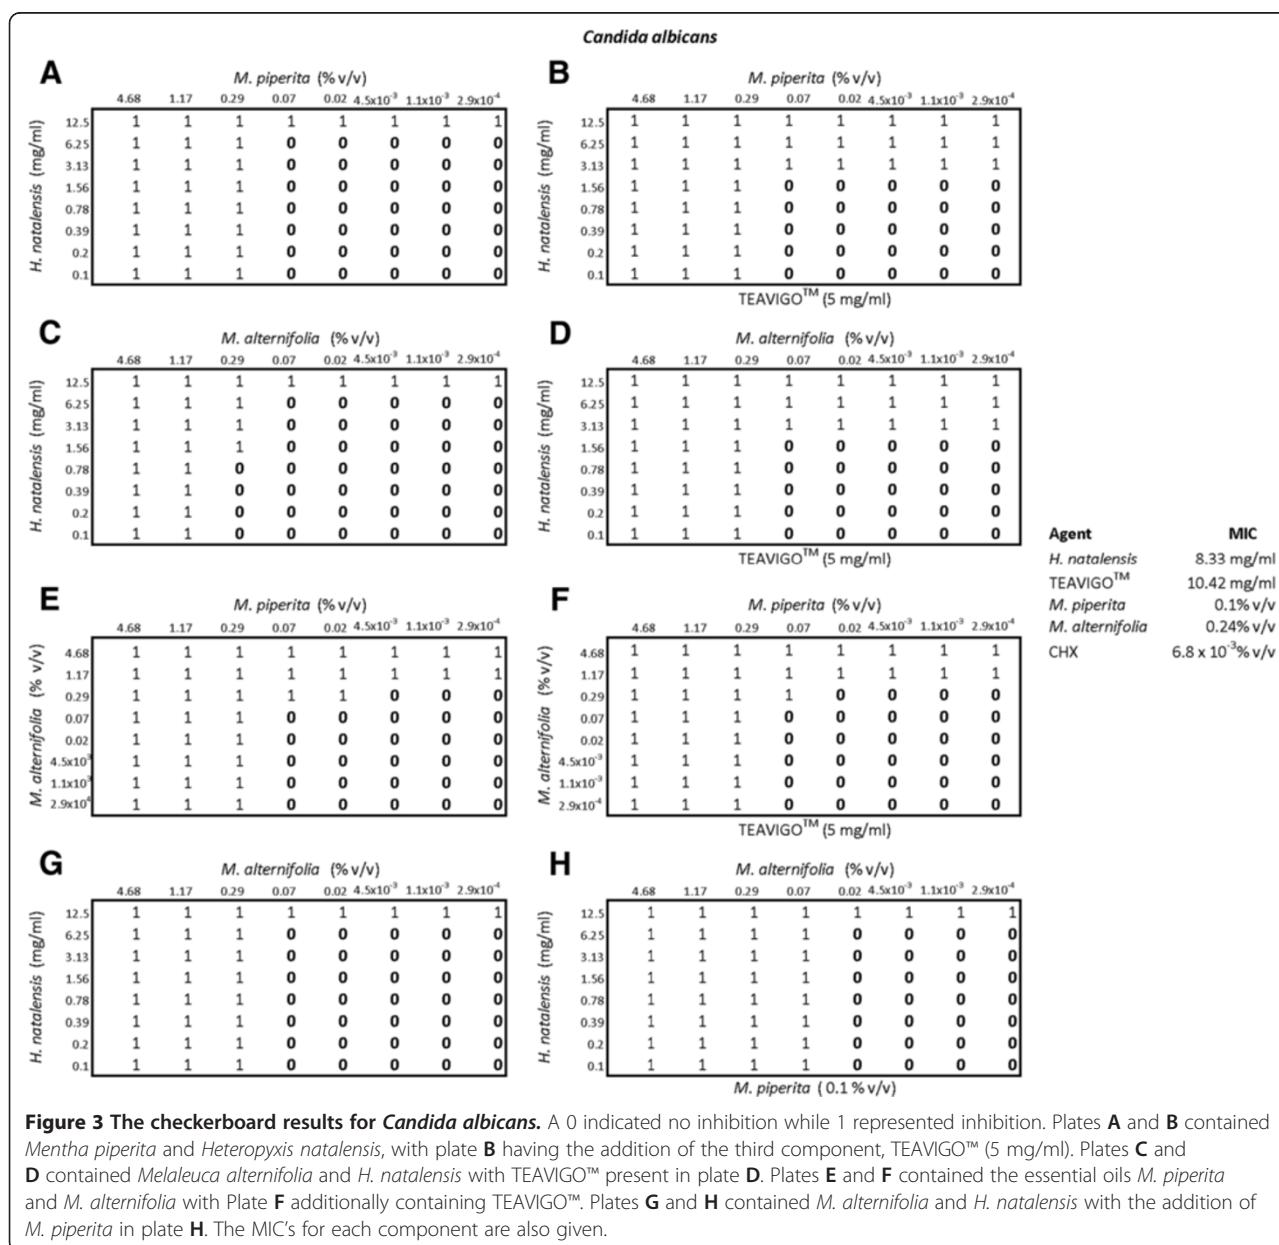 Candida albicans
A
M. piperita (% v/v)
4.68 1.17 0.29 0.07 0.02 4.5x10⁻³ 1.1x10⁻³ 2.9x10⁻⁴
H. natalensis (mg/ml)
12.5 1 1 1 1 1 1 1 1
6.25 1 1 1 0 0 0 0 0
3.13 1 1 1 0 0 0 0 0
1.56 1 1 1 0 0 0 0 0
0.78 1 1 1 0 0 0 0 0
0.39 1 1 1 0 0 0 0 0
0.2 1 1 1 0 0 0 0 0
0.1 1 1 1 0 0 0 0 0
B
M. piperita (% v/v)
4.68 1.17 0.29 0.07 0.02 4.5x10⁻³ 1.1x10⁻³ 2.9x10⁻⁴
H. natalensis (mg/ml)
12.5 1 1 1 1 1 1 1 1
6.25 1 1 1 1 1 1 1 1
3.13 1 1 1 1 1 1 1 1
1.56 1 1 1 0 0 0 0 0
0.78 1 1 1 0 0 0 0 0
0.39 1 1 1 0 0 0 0 0
0.2 1 1 1 0 0 0 0 0
0.1 1 1 1 0 0 0 0 0
TEAVIGO™ (5 mg/ml)
C
M. alternifolia (% v/v)
4.68 1.17 0.29 0.07 0.02 4.5x10⁻³ 1.1x10⁻³ 2.9x10⁻⁴
H. natalensis (mg/ml)
12.5 1 1 1 1 1 1 1 1
6.25 1 1 1 0 0 0 0 0
3.13 1 1 1 0 0 0 0 0
1.56 1 1 1 0 0 0 0 0
0.78 1 1 0 0 0 0 0 0
0.39 1 1 0 0 0 0 0 0
0.2 1 1 0 0 0 0 0 0
0.1 1 1 0 0 0 0 0 0
D
M. alternifolia (% v/v)
4.68 1.17 0.29 0.07 0.02 4.5x10⁻³ 1.1x10⁻³ 2.9x10⁻⁴
H. natalensis (mg/ml)
12.5 1 1 1 1 1 1 1 1
6.25 1 1 1 1 1 1 1 1
3.13 1 1 1 1 1 1 1 1
1.56 1 1 1 0 0 0 0 0
0.78 1 1 1 0 0 0 0 0
0.39 1 1 1 0 0 0 0 0
0.2 1 1 1 0 0 0 0 0
0.1 1 1 1 0 0 0 0 0
TEAVIGO™ (5 mg/ml)
Agent MIC
H. natalensis 8.33 mg/ml
TEAVIGO™ 10.42 mg/ml
M. piperita 0.1% v/v
M. alternifolia 0.24% v/v
CHX 6.8 x 10⁻³% v/v
E
M. piperita (% v/v)
4.68 1.17 0.29 0.07 0.02 4.5x10⁻³ 1.1x10⁻³ 2.9x10⁻⁴
M. alternifolia (% v/v)
4.68 1 1 1 1 1 1 1 1
1.17 1 1 1 1 1 1 1 1
0.29 1 1 1 1 1 0 0 0
0.07 1 1 1 0 0 0 0 0
0.02 1 1 1 0 0 0 0 0
4.5x10³ 1 1 1 0 0 0 0 0
1.1x10³ 1 1 1 0 0 0 0 0
2.9x10⁴ 1 1 1 0 0 0 0 0
F
M. piperita (% v/v)
4.68 1.17 0.29 0.07 0.02 4.5x10⁻³ 1.1x10⁻³ 2.9x10⁻⁴
M. alternifolia (% v/v)
4.68 1 1 1 1 1 1 1 1
1.17 1 1 1 1 1 1 1 1
0.29 1 1 1 1 0 0 0 0
0.07 1 1 1 0 0 0 0 0
0.02 1 1 1 0 0 0 0 0
4.5x10⁻³ 1 1 1 0 0 0 0 0
1.1x10⁻³ 1 1 1 0 0 0 0 0
2.9x10⁻⁴ 1 1 1 0 0 0 0 0
TEAVIGO™ (5 mg/ml)
G
M. alternifolia (% v/v)
4.68 1.17 0.29 0.07 0.02 4.5x10⁻³ 1.1x10⁻³ 2.9x10⁻⁴
H. natalensis (mg/ml)
12.5 1 1 1 1 1 1 1 1
6.25 1 1 1 0 0 0 0 0
3.13 1 1 1 0 0 0 0 0
1.56 1 1 1 0 0 0 0 0
0.78 1 1 1 0 0 0 0 0
0.39 1 1 1 0 0 0 0 0
0.2 1 1 1 0 0 0 0 0
0.1 1 1 1 0 0 0 0 0
H
M. alternifolia (% v/v)
4.68 1.17 0.29 0.07 0.02 4.5x10⁻³ 1.1x10⁻³ 2.9x10⁻⁴
H. natalensis (mg/ml)
12.5 1 1 1 1 1 1 1 1
6.25 1 1 1 1 0 0 0 0
3.13 1 1 1 1 0 0 0 0
1.56 1 1 1 1 0 0 0 0
0.78 1 1 1 1 0 0 0 0
0.39 1 1 1 1 0 0 0 0
0.2 1 1 1 1 0 0 0 0
0.1 1 1 1 1 0 0 0 0
M. piperita ( 0.1 % v/v)
Figure 3 The checkerboard results for Candida albicans. A 0 indicated no inhibition while 1 represented inhibition. Plates A and B contained
Mentha piperita and Heteropyxis natalensis, with plate B having the addition of the third component, TEAVIGO™ (5 mg/ml). Plates C and
D contained Melaleuca alternifolia and H. natalensis with TEAVIGO™ present in plate D. Plates E and F contained the essential oils M. piperita
and M. alternifolia with Plate F additionally containing TEAVIGO™. Plates G and H contained M. alternifolia and H. natalensis with the addition of
M. piperita in plate H. The MIC's for each component are also given.